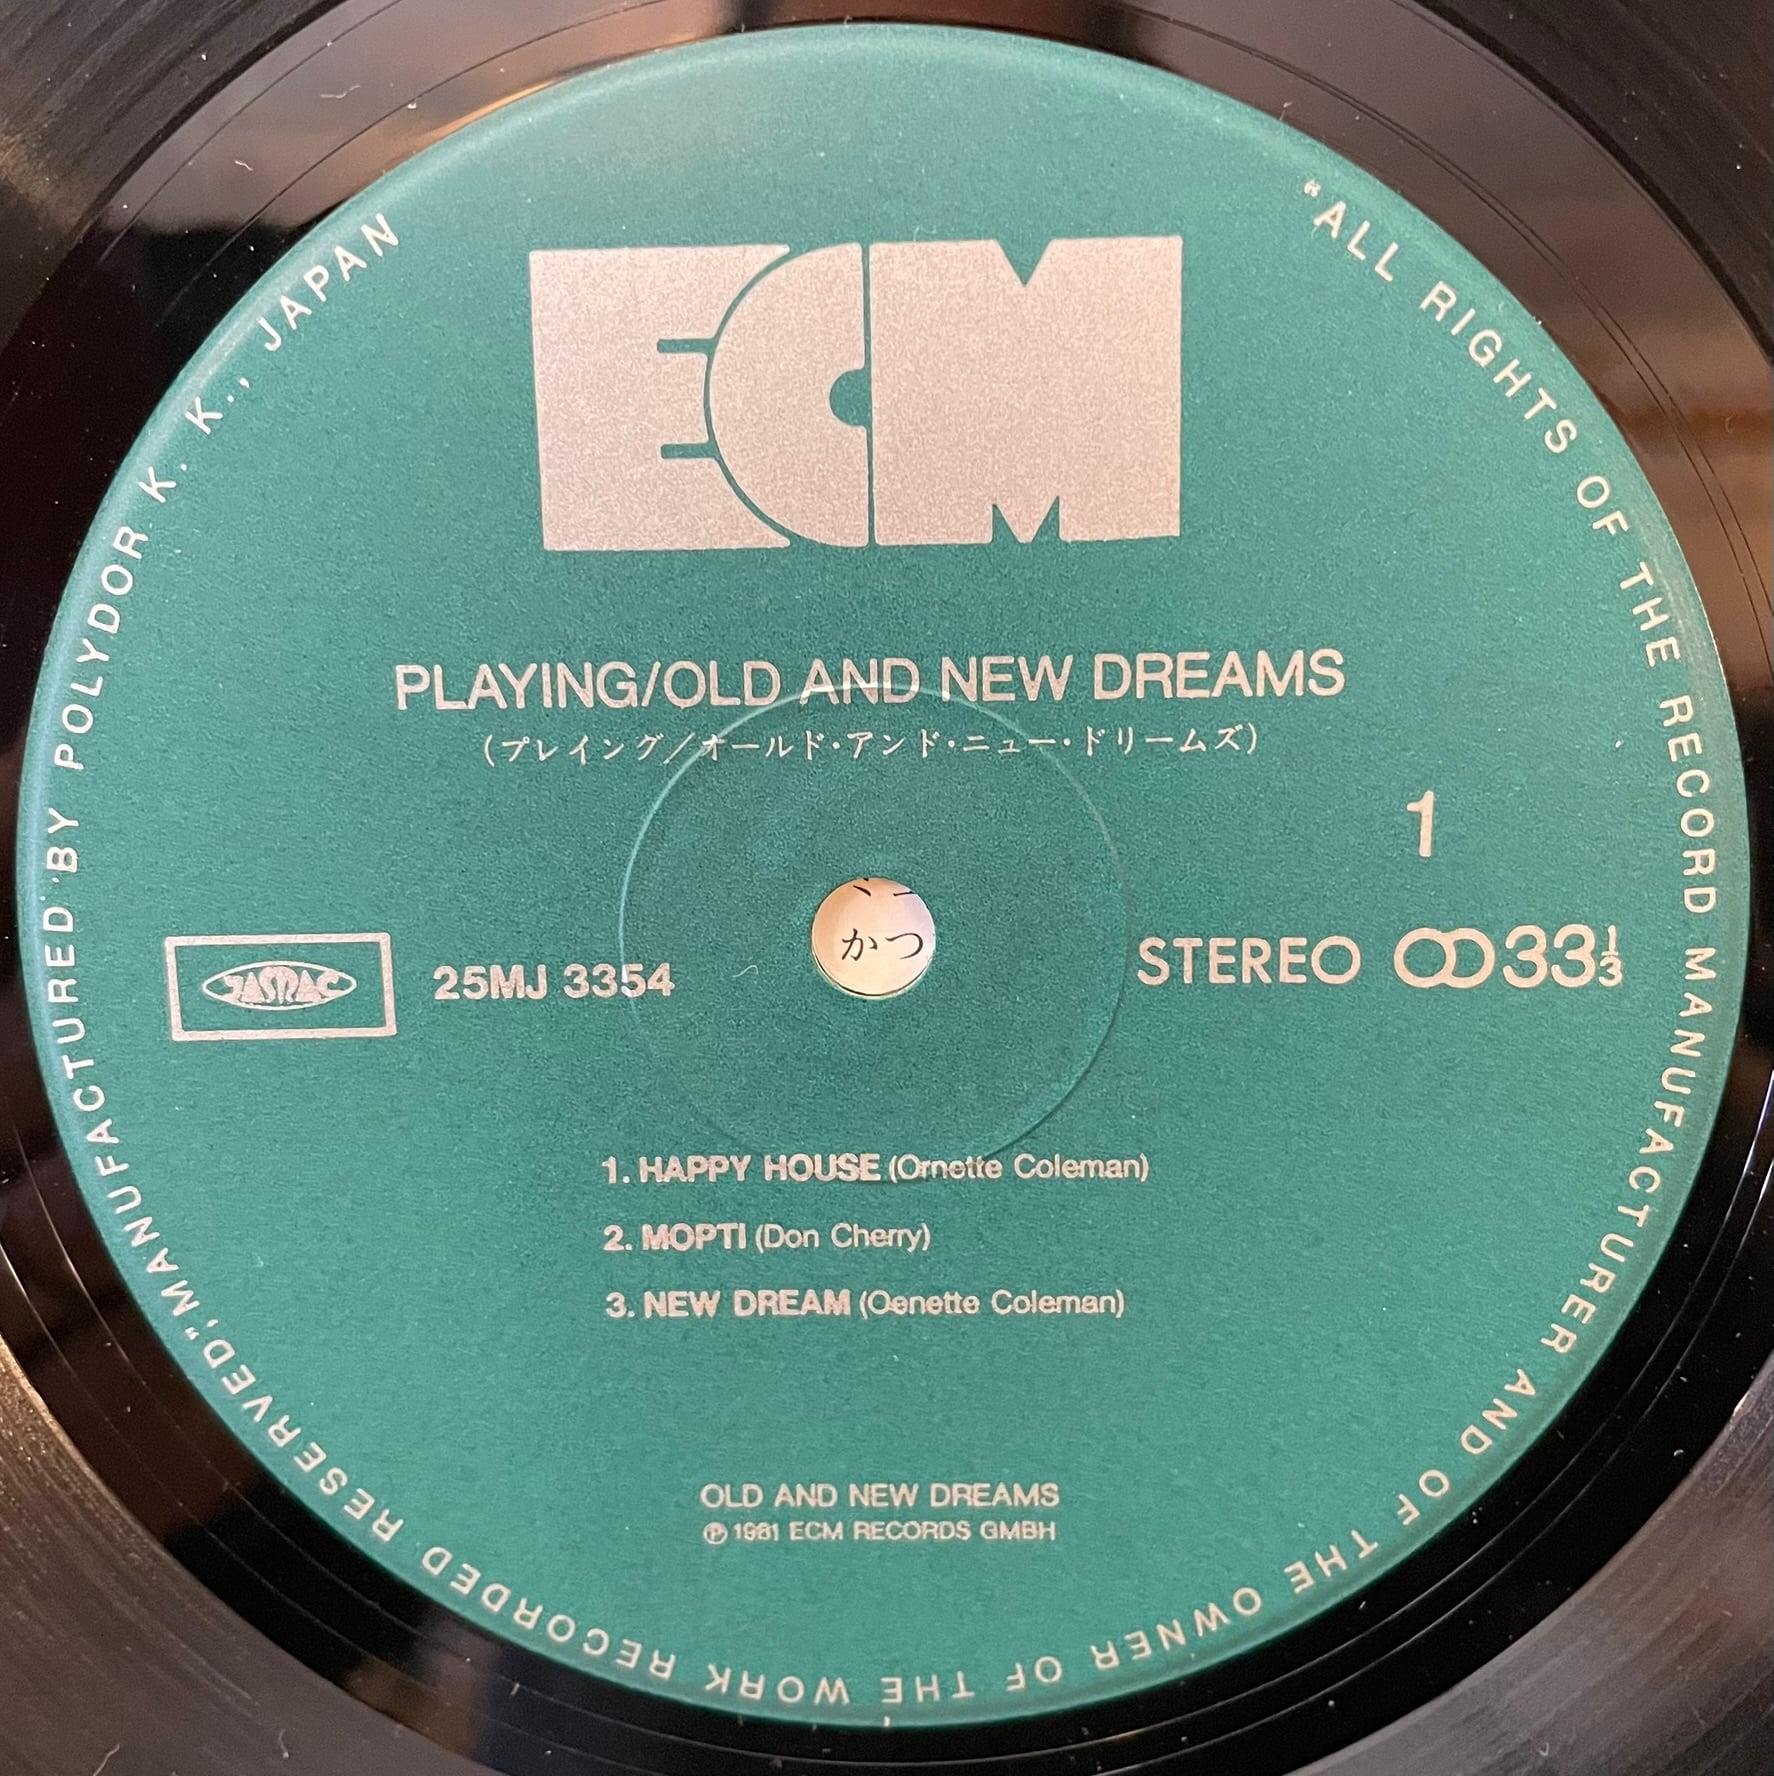 "ALL RIGHTS OF THE RECORD MANUFACTURER AND OF THE OWNER OF THE WORK RECORDED RESERVED," MANUFACTURED BY POLYDOR K. K., JAPAN
ECM
PLAYING/OLD AND NEW DREAMS
(プレイング/オールド・アンド・ニュー・ドリームズ)
1
JASRAC
25MJ 3354
かつ
STEREO 33 1/3
1. HAPPY HOUSE (Ornette Coleman)
2. MOPTI (Don Cherry)
3. NEW DREAM (Oenette Coleman)
OLD AND NEW DREAMS
℗ 1981 ECM RECORDS GMBH